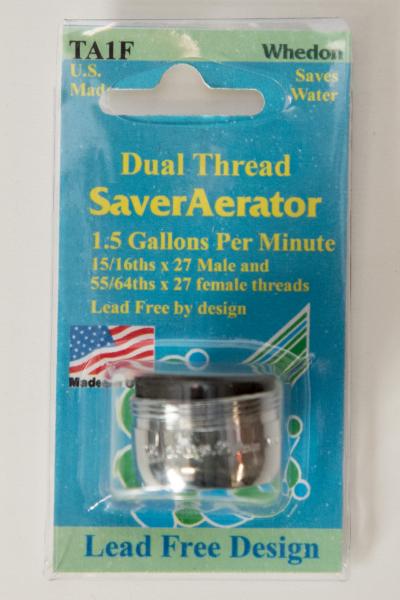 TA1F
Whedon
U.S.
Made
Saves
Water
Dual Thread
SaverAerator
1.5 Gallons Per Minute
15/16ths x 27 Male and
55/64ths x 27 female threads
Lead Free by design
Made
Lead Free Design